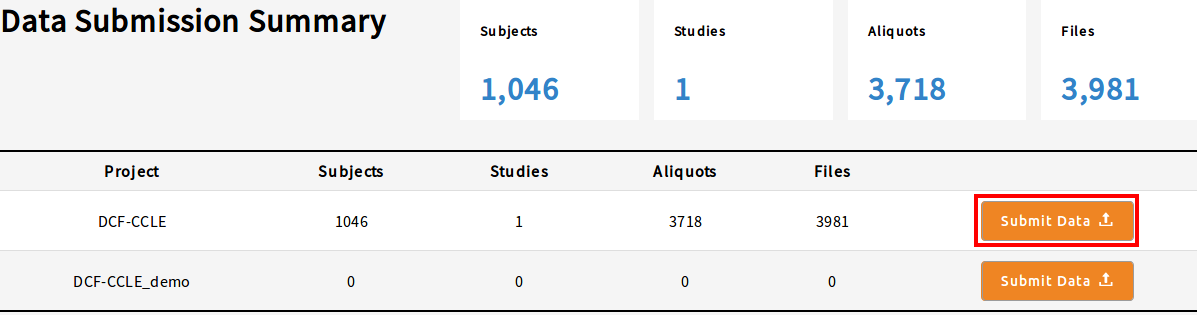 Data Submission Summary
Subjects Studies Aliquots Files
1,046 1 3,718 3,981
Project Subjects Studies Aliquots Files
DCF-CCLE 1046 1 3718 3981 Submit Data
DCF-CCLE_demo 0 0 0 0 Submit Data